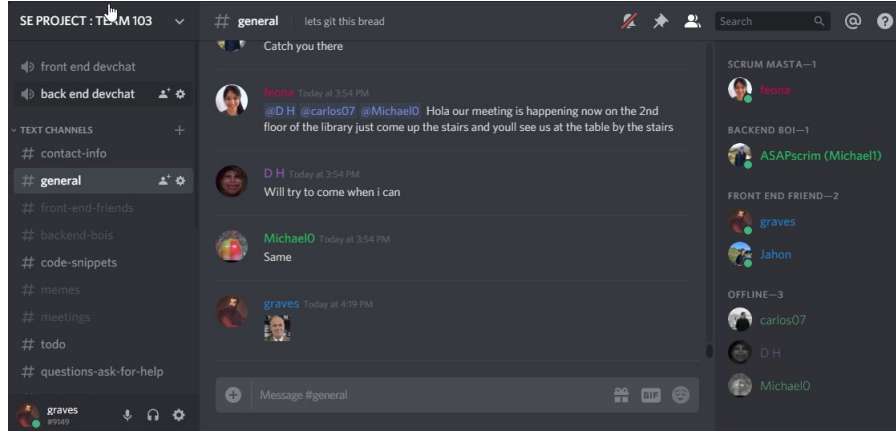 SE PROJECT : TEAM 103
front end devchat
back end devchat
TEXT CHANNELS
# contact-info
# general
# front-end-friends
# backend-bois
# code-snippets
# memes
# meetings
# todo
# questions-ask-for-help
graves
#9149
# general lets git this bread
Search
Catch you there
feona Today at 3:54 PM
@D H @carlos07 @Michael0 Hola our meeting is happening now on the 2nd
floor of the library just come up the stairs and youll see us at the table by the stairs
D H Today at 3:54 PM
Will try to come when i can
Michael0 Today at 3:54 PM
Same
graves Today at 4:19 PM
Message #general
GIF
SCRUM MASTA—1
feona
BACKEND BOI—1
ASAPscrim (Michael1)
FRONT END FRIEND—2
graves
Jahon
OFFLINE—3
carlos07
D H
Michael0